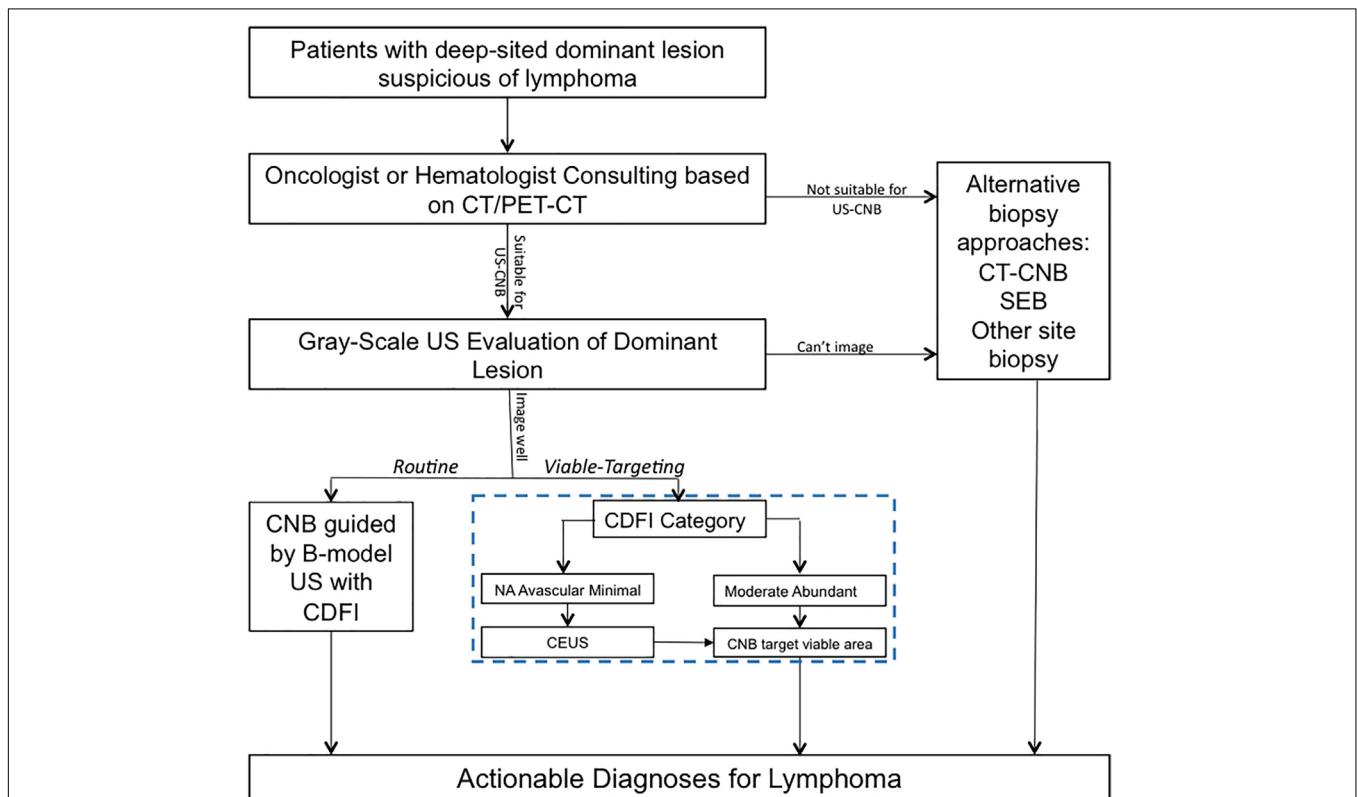 Patients with deep-sited dominant lesion
suspicious of lymphoma
Oncologist or Hematologist Consulting based
on CT/PET-CT
Not suitable for
US-CNB
Alternative
biopsy
approaches:
CT-CNB
SEB
Other site
biopsy
Suitable for
US-CNB
Gray-Scale US Evaluation of Dominant
Lesion
Can't image
Image well
Routine
Viable-Targeting
CNB guided
by B-model
US with
CDFI
CDFI Category
NA Avascular Minimal
Moderate Abundant
CEUS
CNB target viable area
Actionable Diagnoses for Lymphoma